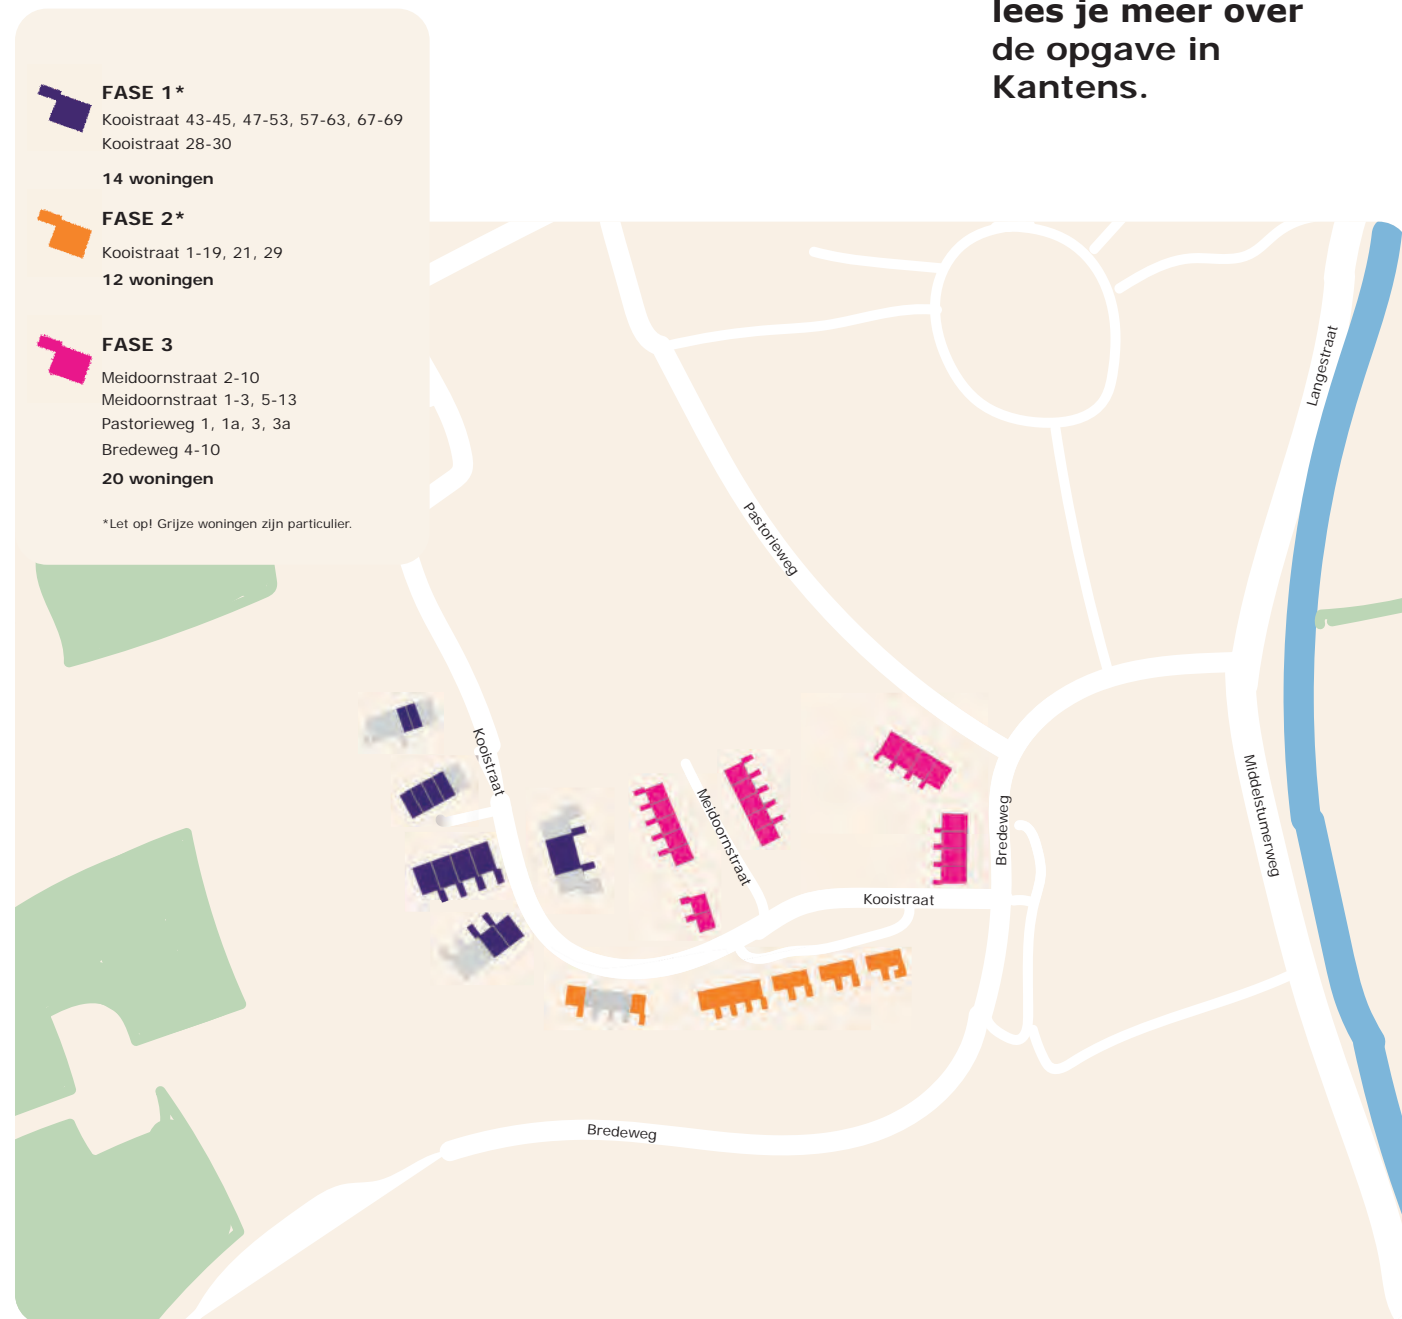 lees je meer over
de opgave in
Kantens.
FASE 1*
Kooistraat 43-45, 47-53, 57-63, 67-69
Kooistraat 28-30
14 woningen
FASE 2*
Kooistraat 1-19, 21, 29
12 woningen
FASE 3
Meidoornstraat 2-10
Meidoornstraat 1-3, 5-13
Pastorieweg 1, 1a, 3, 3a
Bredeweg 4-10
20 woningen
*Let op! Grijze woningen zijn particulier.
Langestraat
Pastorieweg
Kooistraat
Meidoornstraat
Bredeweg
Middelstumerweg
Kooistraat
Bredeweg